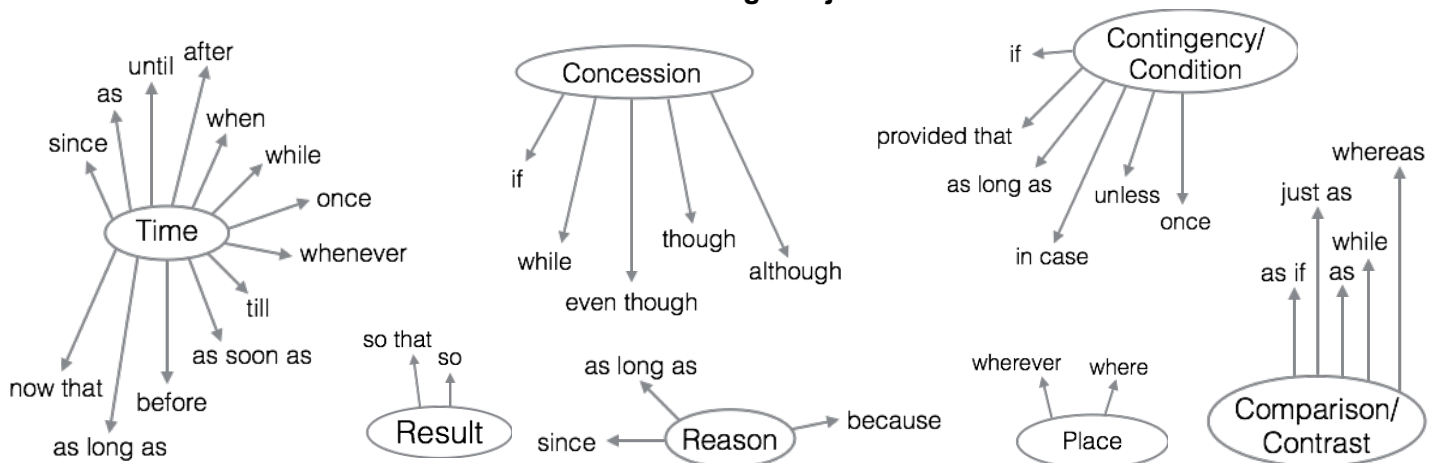 after
until
as
when
since
while
once
Time
whenever
till
as soon as
now that
before
as long as
Concession
if
while
though
although
even though
Contingency/
Condition
if
provided that
as long as
unless
once
in case
whereas
just as
while
as if
as
Comparison/
Contrast
so that
so
Result
as long as
because
since
Reason
wherever
where
Place